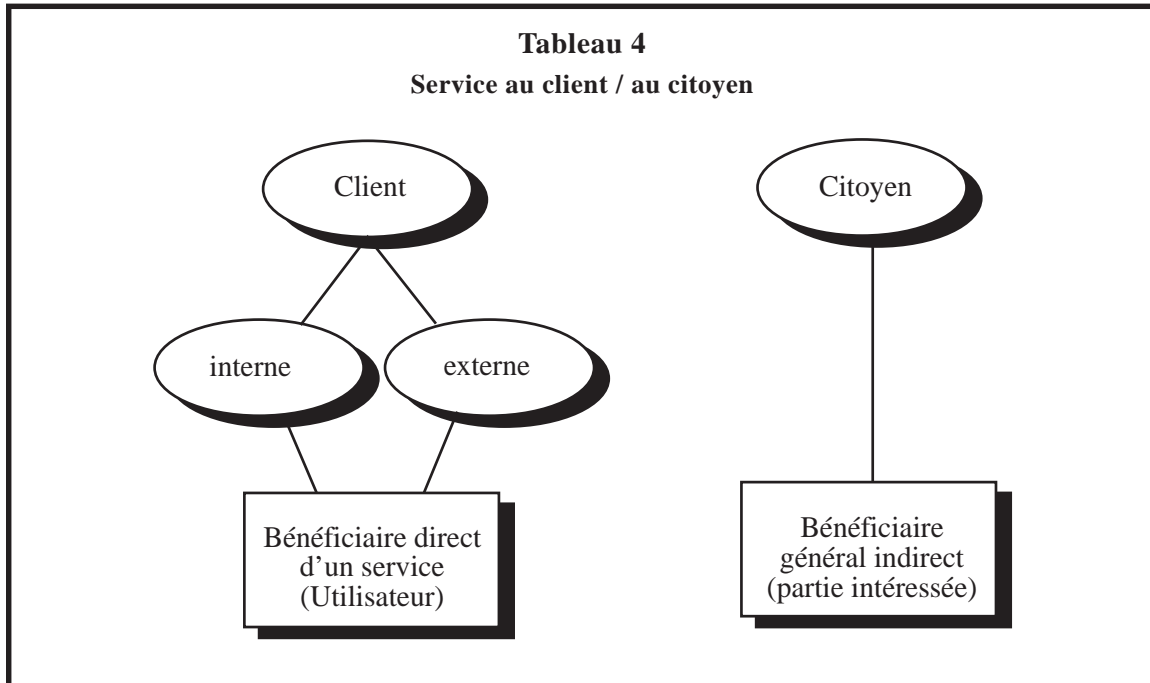 Tableau 4
Service au client / au citoyen
Client
Citoyen
interne
externe
Bénéficiaire direct
d’un service
(Utilisateur)
Bénéficiaire
général indirect
(partie intéressée)